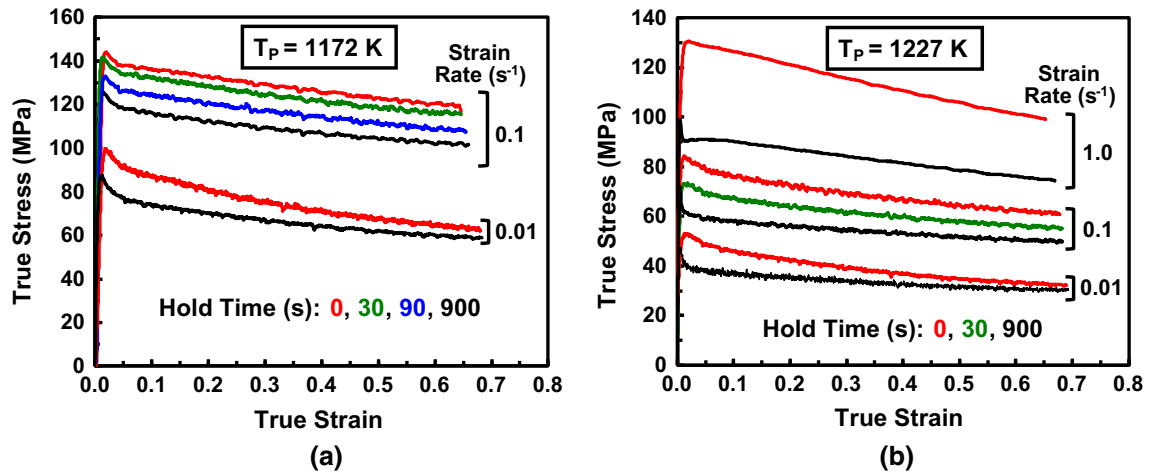 T_P = 1172 K
Strain
Rate (s⁻¹)
True Stress (MPa)
160
140
120
100
80
60
40
20
0
0.1
0.01
Hold Time (s): 0, 30, 90, 900
0.0 0.1 0.2 0.3 0.4 0.5 0.6 0.7 0.8
True Strain
(a)
T_P = 1227 K
Strain
Rate (s⁻¹)
True Stress (MPa)
140
120
100
80
60
40
20
0
1.0
0.1
0.01
Hold Time (s): 0, 30, 900
0.0 0.1 0.2 0.3 0.4 0.5 0.6 0.7 0.8
True Strain
(b)